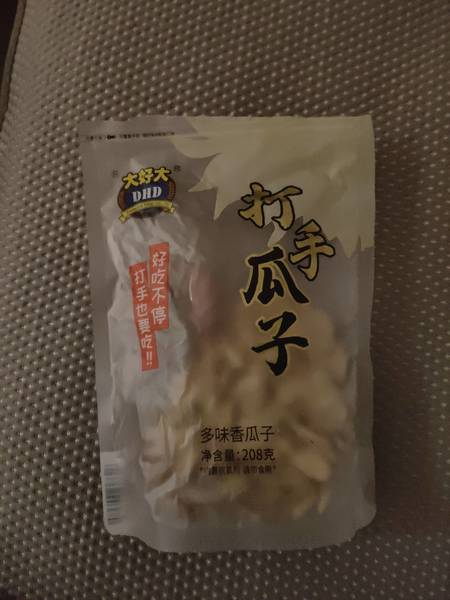 大好大
DHD
打手瓜子
好吃不停
打手也要吃!!
多味香瓜子
净含量:208克